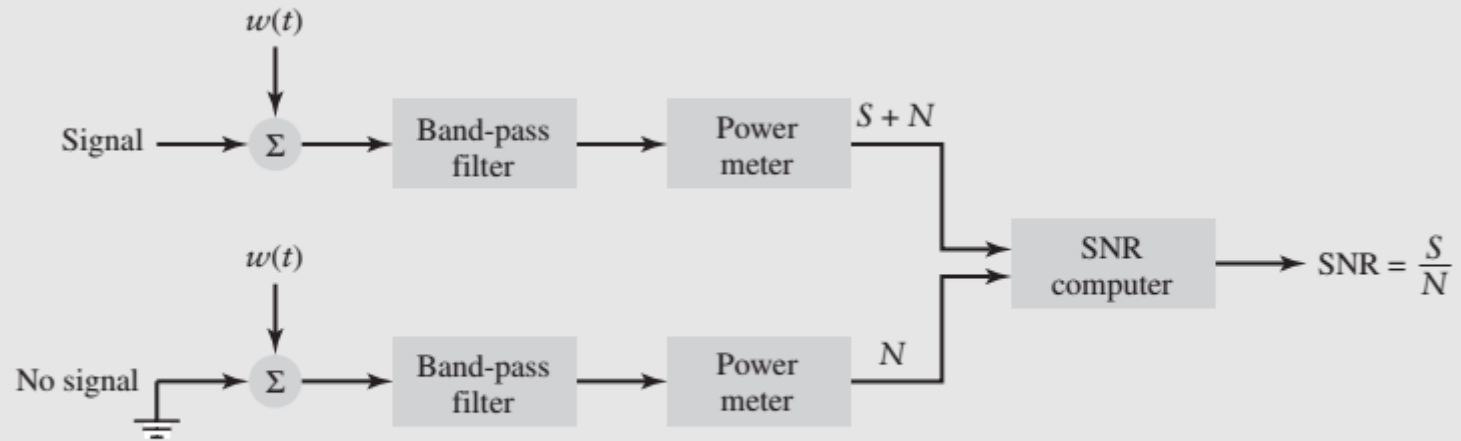 w(t)
Signal
Σ
Band-pass
filter
Power
meter
S + N
w(t)
No signal
Σ
Band-pass
filter
Power
meter
N
SNR
computer
SNR = S/N